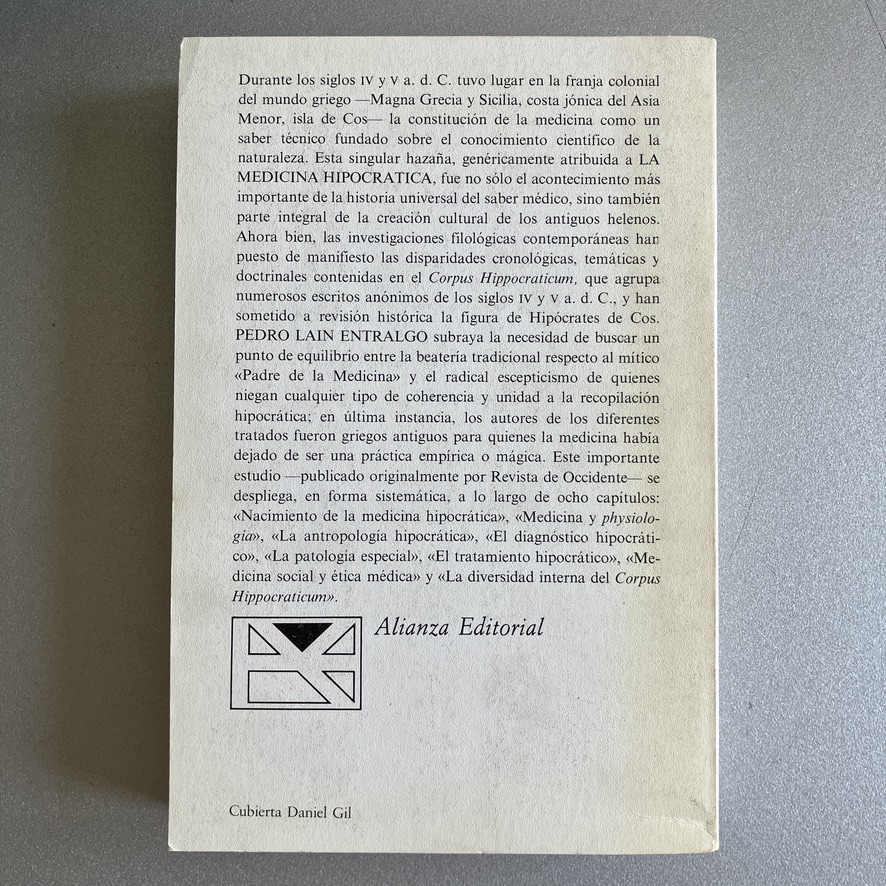 Durante los siglos IV y V a. d. C. tuvo lugar en la franja colonial
del mundo griego —Magna Grecia y Sicilia, costa jónica del Asia
Menor, isla de Cos— la constitución de la medicina como un
saber técnico fundado sobre el conocimiento científico de la
naturaleza. Esta singular hazaña, genéricamente atribuida a LA
MEDICINA HIPOCRATICA, fue no sólo el acontecimiento más
importante de la historia universal del saber médico, sino también
parte integral de la creación cultural de los antiguos helenos.
Ahora bien, las investigaciones filológicas contemporáneas han
puesto de manifiesto las disparidades cronológicas, temáticas y
doctrinales contenidas en el Corpus Hippocraticum, que agrupa
numerosos escritos anónimos de los siglos IV y V a. d. C., y han
sometido a revisión histórica la figura de Hipócrates de Cos.
PEDRO LAIN ENTRALGO subraya la necesidad de buscar un
punto de equilibrio entre la beatería tradicional respecto al mítico
«Padre de la Medicina» y el radical escepticismo de quienes
niegan cualquier tipo de coherencia y unidad a la recopilación
hipocrática; en última instancia, los autores de los diferentes
tratados fueron griegos antiguos para quienes la medicina había
dejado de ser una práctica empírica o mágica. Este importante
estudio —publicado originalmente por Revista de Occidente— se
despliega, en forma sistemática, a lo largo de ocho capítulos:
«Nacimiento de la medicina hipocrática», «Medicina y physiolo-
gía», «La antropología hipocrática», «El diagnóstico hipocráti-
co», «La patología especial», «El tratamiento hipocrático», «Me-
dicina social y ética médica» y «La diversidad interna del Corpus
Hippocraticum».
Alianza Editorial
Cubierta Daniel Gil